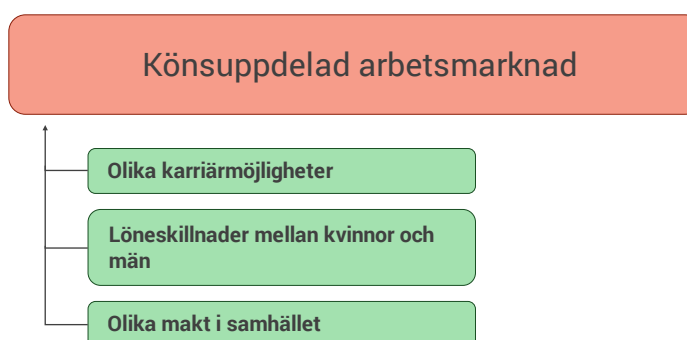 Könsuppdelad arbetsmarknad
Olika karriärmöjligheter
Löneskillnader mellan kvinnor och
män
Olika makt i samhället